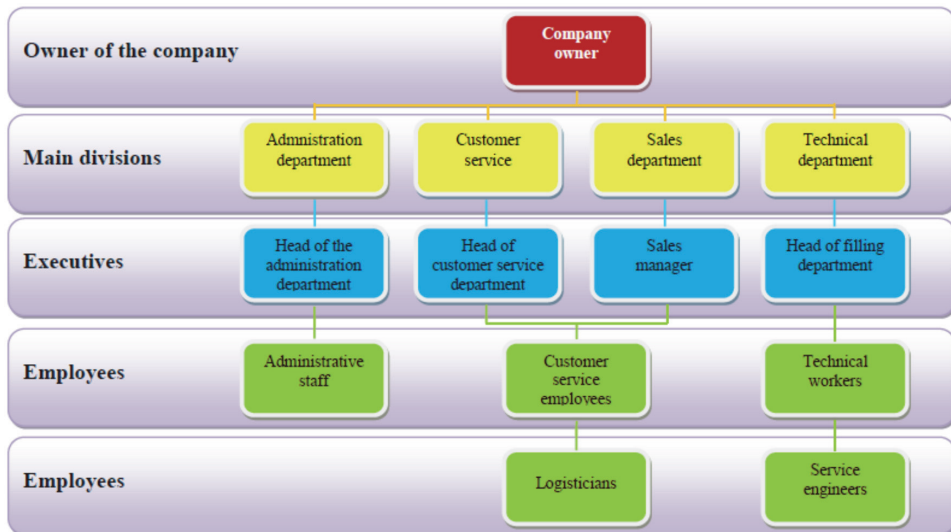 Owner of the company
Company
owner
Main divisions
Admnistration
department
Customer
service
Sales
department
Technical
department
Executives
Head of the
administration
department
Head of
customer service
department
Sales
manager
Head of filling
department
Employees
Administrative
staff
Customer
service
employees
Technical
workers
Employees
Logisticians
Service
engineers